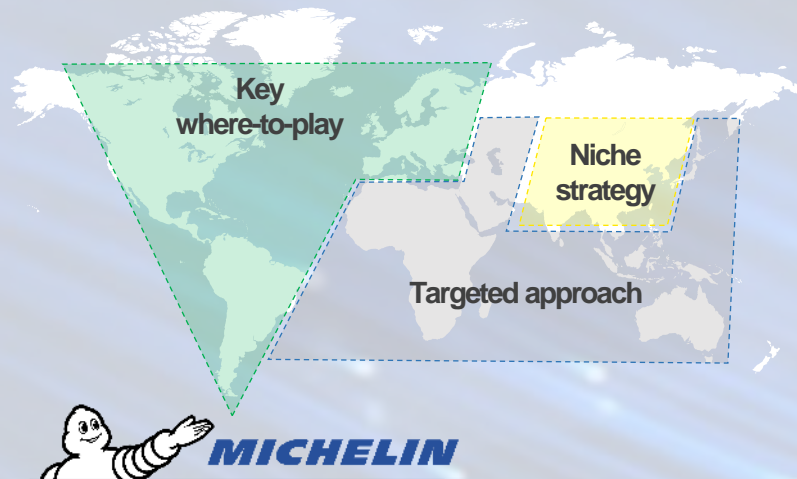 Key
where-to-play
Niche
strategy
Targeted approach
MICHELIN